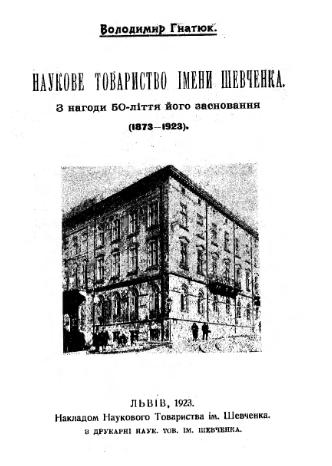 Володимир Гнатюк.
НАУКОВЕ ТОВАРИСТВО ІМЕНИ ШЕВЧЕНКА.
З нагоди 50-ліття його заснованя
(1873—1923).
ЛЬВІВ, 1923.
Накладом Наукового Товариства ім. Шевченка.
З ДРУКАРНІ НАУК. ТОВ. ІМ. ШЕВЧЕНКА.